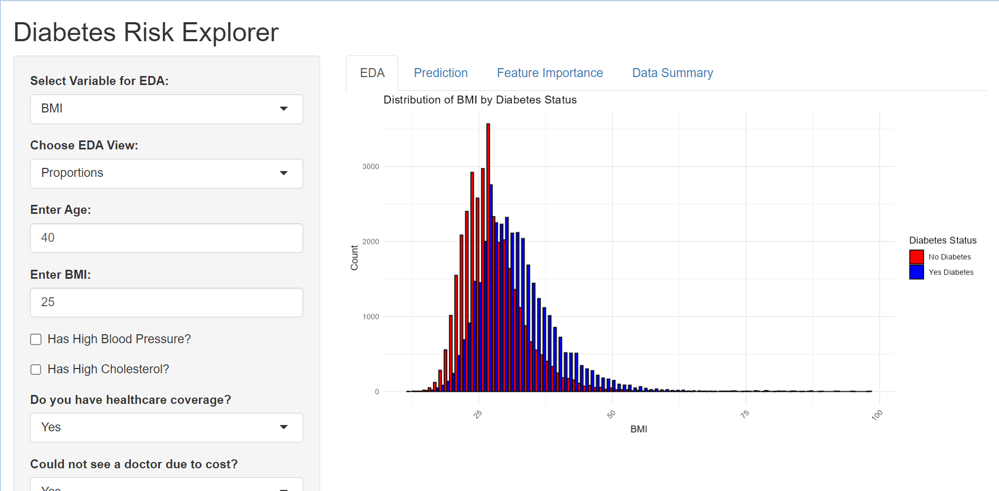 Diabetes Risk Explorer
Select Variable for EDA:
BMI
Choose EDA View:
Proportions
Enter Age:
40
Enter BMI:
25
Has High Blood Pressure?
Has High Cholesterol?
Do you have healthcare coverage?
Yes
Could not see a doctor due to cost?
Yes
EDA Prediction Feature Importance Data Summary
Distribution of BMI by Diabetes Status
Count
3000
2000
1000
0
25 50 75 100
BMI
Diabetes Status
No Diabetes
Yes Diabetes